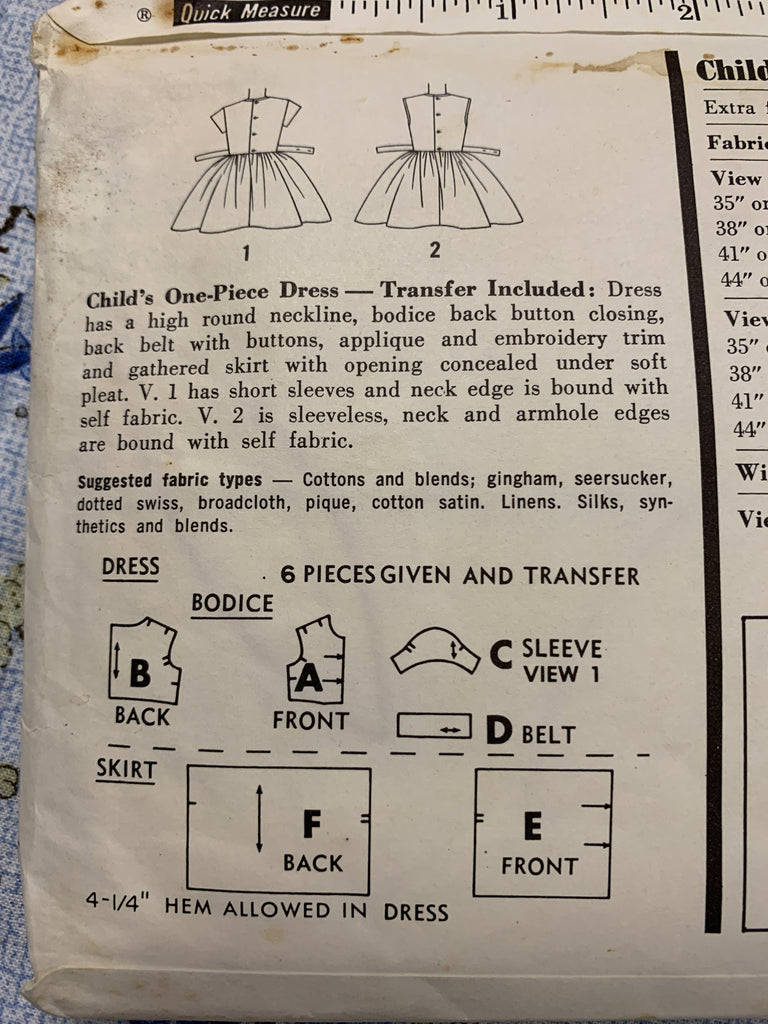 ® Quick Measure 1 2
1
2
Child's One-Piece Dress — Transfer Included: Dress
has a high round neckline, bodice back button closing,
back belt with buttons, applique and embroidery trim
and gathered skirt with opening concealed under soft
pleat. V. 1 has short sleeves and neck edge is bound with
self fabric. V. 2 is sleeveless, neck and armhole edges
are bound with self fabric.
Suggested fabric types — Cottons and blends; gingham, seersucker,
dotted swiss, broadcloth, pique, cotton satin. Linens. Silks, syn-
thetics and blends.
DRESS
6 PIECES GIVEN AND TRANSFER
BODICE
B
BACK
A
FRONT
C SLEEVE
VIEW 1
D BELT
SKIRT
F
BACK
E
FRONT
4-1/4" HEM ALLOWED IN DRESS
Child
Extra
Fabri
View
35" or
38" o
41" o
44" o
View
35"
38"
41"
44"
Wi
Vie